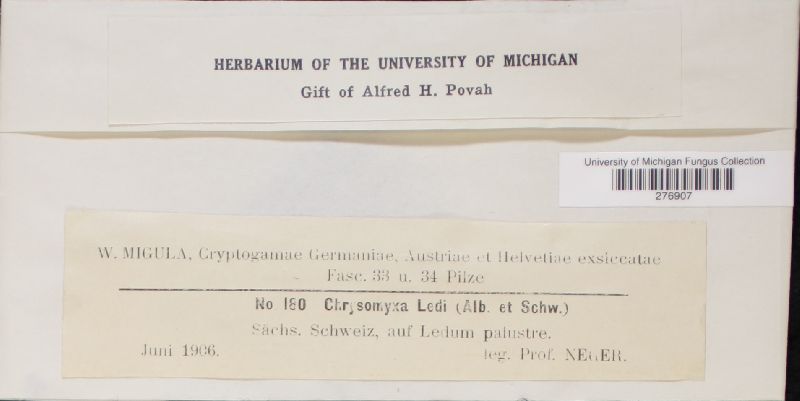 HERBARIUM OF THE UNIVERSITY OF MICHIGAN
Gift of Alfred H. Povah
University of Michigan Fungus Collection
276907
W. MIGULA, Cryptogamae Germaniae, Austriae et Helvetiae exsiccatae
Fasc. 33 u. 34 Pilze
No 180 Chrysomyxa Ledi (Alb. et Schw.)
Sächs. Schweiz, auf Ledum palustre.
Juni 1906. leg. Prof. NEGER.